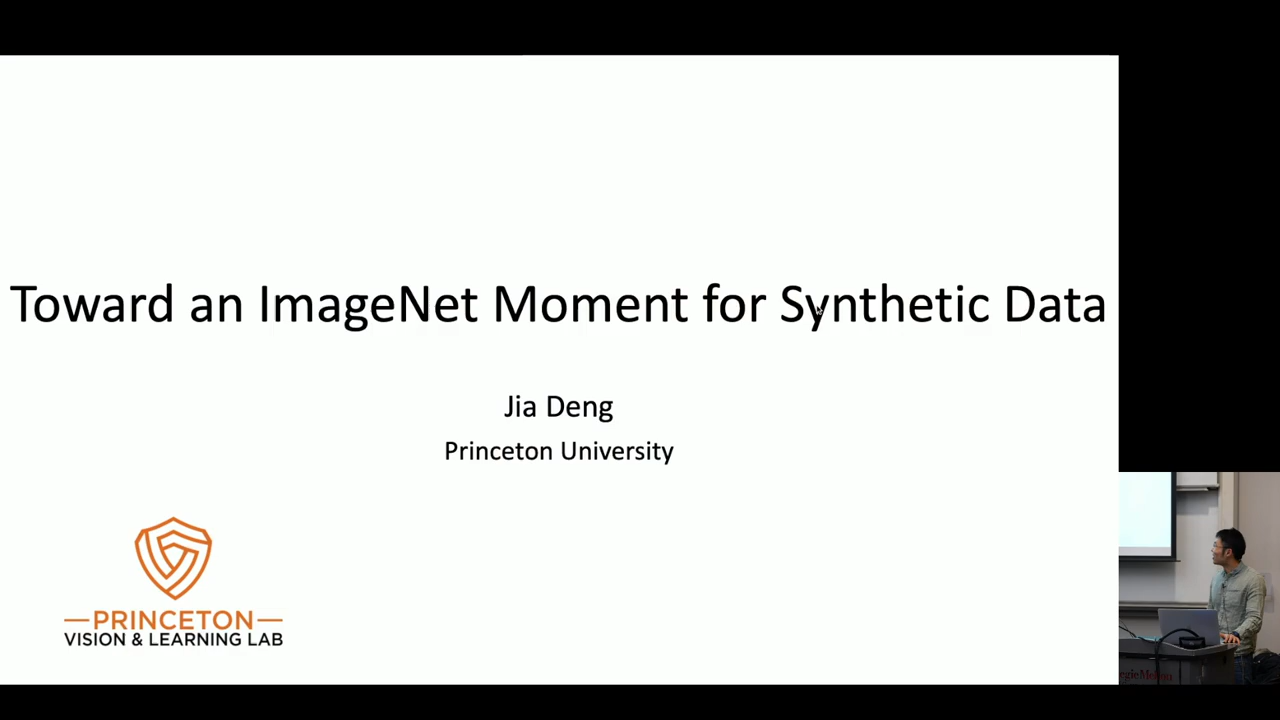 Toward an ImageNet Moment for Synthetic Data
Jia Deng
Princeton University
PRINCETON
VISION & LEARNING LAB